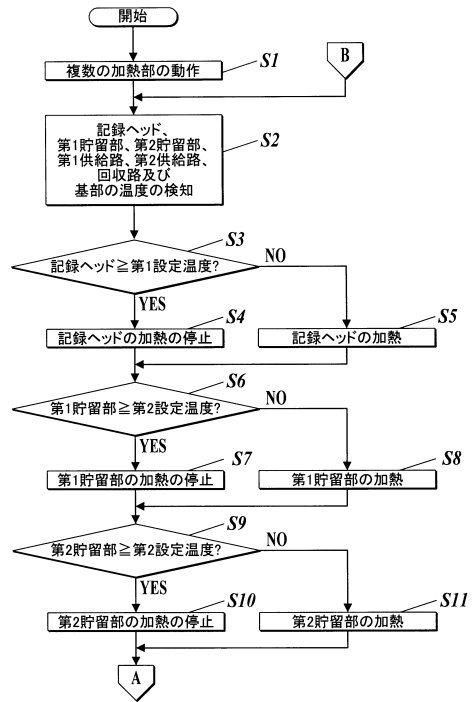 開始
B
S1
複数の加熱部の動作
S2
記録ヘッド、
第1貯留部、第2貯留部、
第1供給路、第2供給路、
回収路及び
基部の温度の検知
S3
記録ヘッド≧第1設定温度?
NO
YES
S4
記録ヘッドの加熱の停止
S5
記録ヘッドの加熱
S6
第1貯留部≧第2設定温度?
NO
YES
S7
第1貯留部の加熱の停止
S8
第1貯留部の加熱
S9
第2貯留部≧第2設定温度?
NO
YES
S10
第2貯留部の加熱の停止
S11
第2貯留部の加熱
A